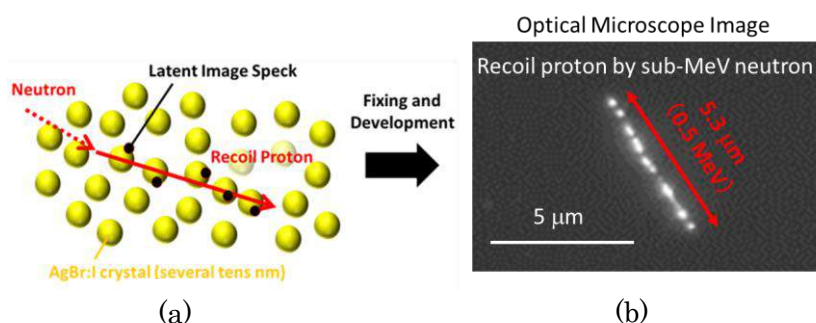 Latent Image Speck
Neutron
Recoil Proton
AgBr:I crystal (several tens nm)
Fixing and
Development
Optical Microscope Image
Recoil proton by sub-MeV neutron
5.3 μm
(0.5 MeV)
5 μm
(a)
(b)